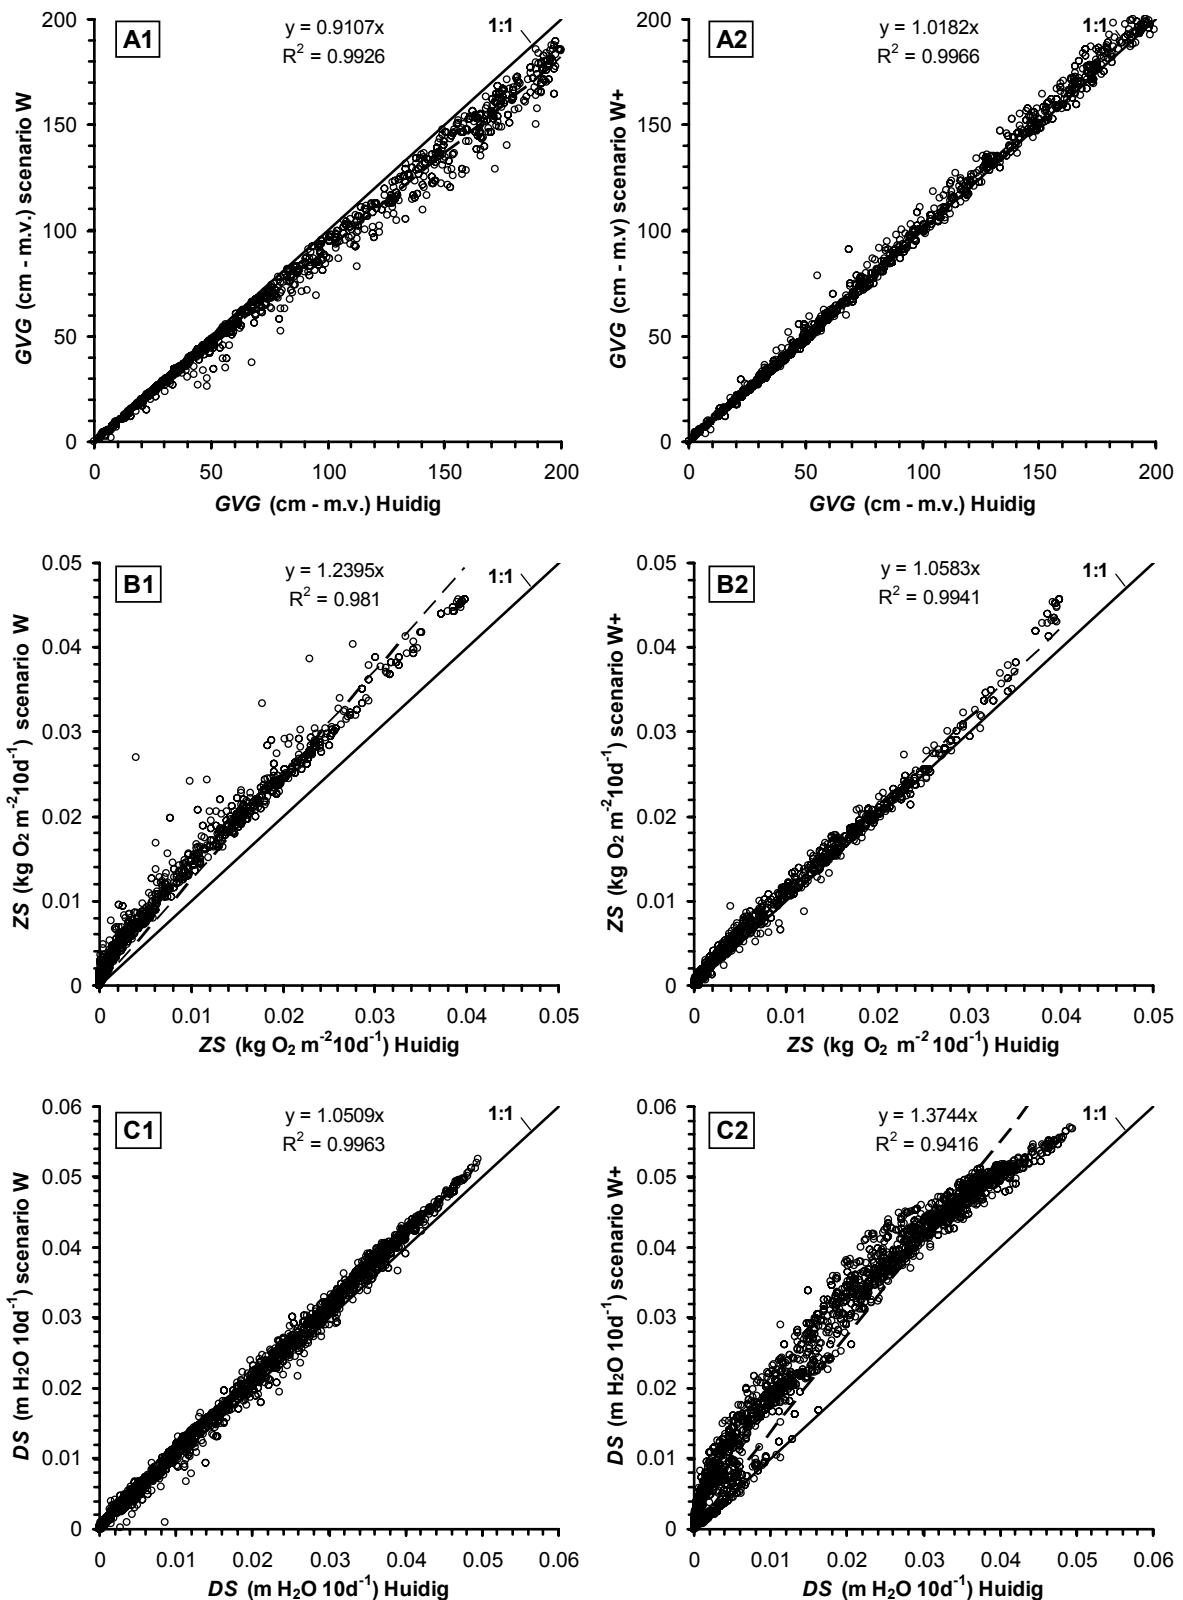 A1
y = 0.9107x
R² = 0.9926
1:1
GVG (cm - m.v.) scenario W
200
150
100
50
0
0 50 100 150 200
GVG (cm - m.v.) Huidig
A2
y = 1.0182x
R² = 0.9966
1:1
GVG (cm - m.v) scenario W+
200
150
100
50
0
0 50 100 150 200
GVG (cm - m.v.) Huidig
B1
y = 1.2395x
R² = 0.981
1:1
ZS (kg O₂ m⁻²10d⁻¹) scenario W
0.05
0.04
0.03
0.02
0.01
0
0 0.01 0.02 0.03 0.04 0.05
ZS (kg O₂ m⁻²10d⁻¹) Huidig
B2
y = 1.0583x
R² = 0.9941
1:1
ZS (kg O₂ m⁻²10d⁻¹) scenario W+
0.05
0.04
0.03
0.02
0.01
0
0 0.01 0.02 0.03 0.04 0.05
ZS (kg O₂ m⁻² 10d⁻¹) Huidig
C1
y = 1.0509x
R² = 0.9963
1:1
DS (m H₂O 10d⁻¹) scenario W
0.06
0.05
0.04
0.03
0.02
0.01
0
0 0.01 0.02 0.03 0.04 0.05 0.06
DS (m H₂O 10d⁻¹) Huidig
C2
y = 1.3744x
R² = 0.9416
1:1
DS (m H₂O 10d⁻¹) scenario W+
0.06
0.05
0.04
0.03
0.02
0.01
0
0 0.01 0.02 0.03 0.04 0.05 0.06
DS (m H₂O 10d⁻¹) Huidig